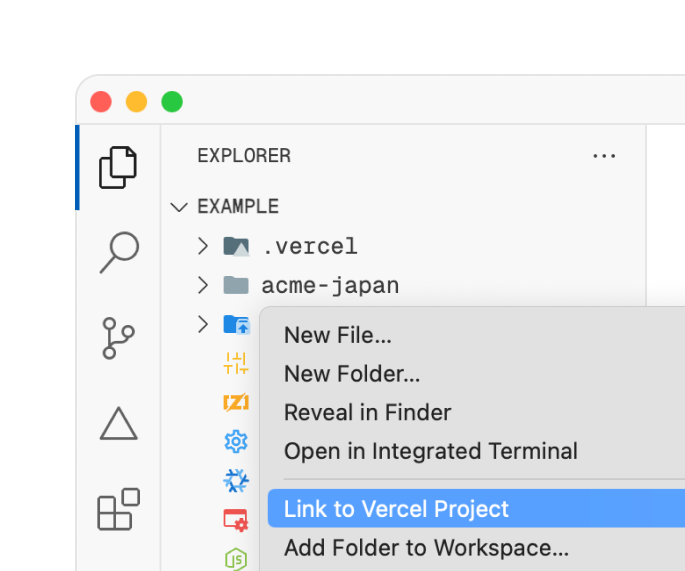 EXPLORER
EXAMPLE
.vercel
acme-japan
New File...
New Folder...
Reveal in Finder
Open in Integrated Terminal
Link to Vercel Project
Add Folder to Workspace...
JS